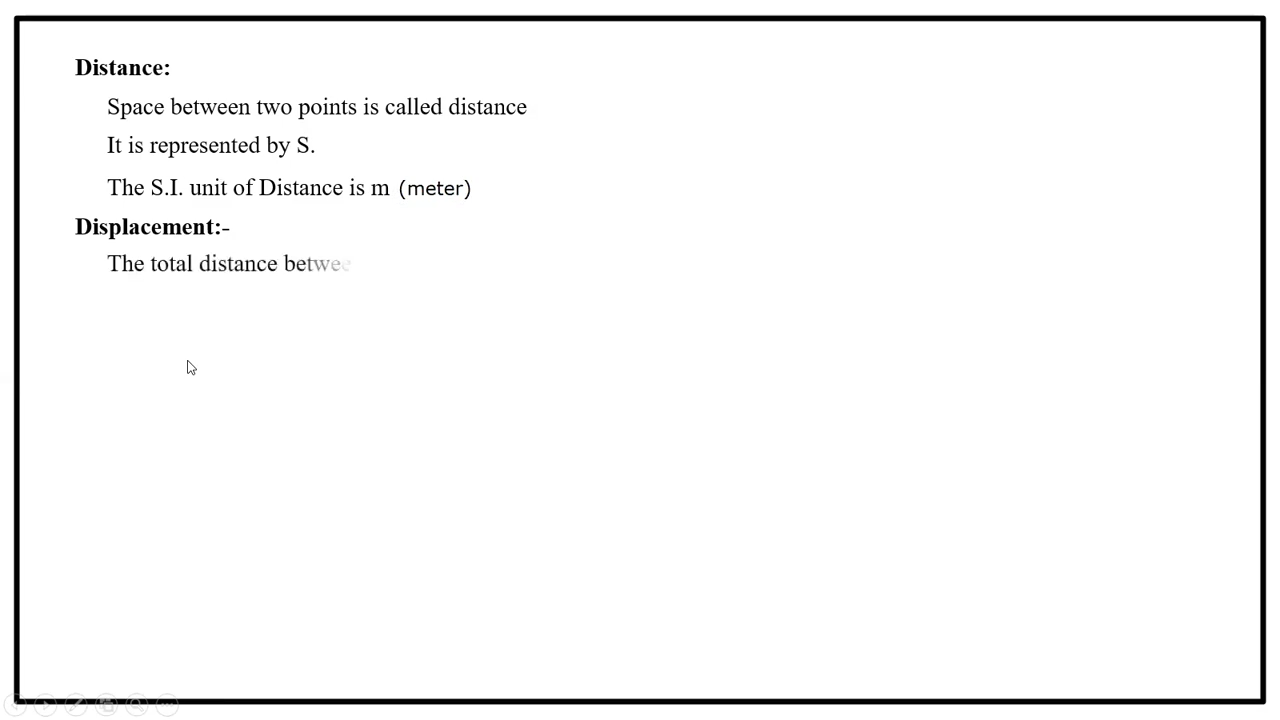 Distance:
Space between two points is called distance
It is represented by S.
The S.I. unit of Distance is m (meter)
Displacement:-
The total distance betwee